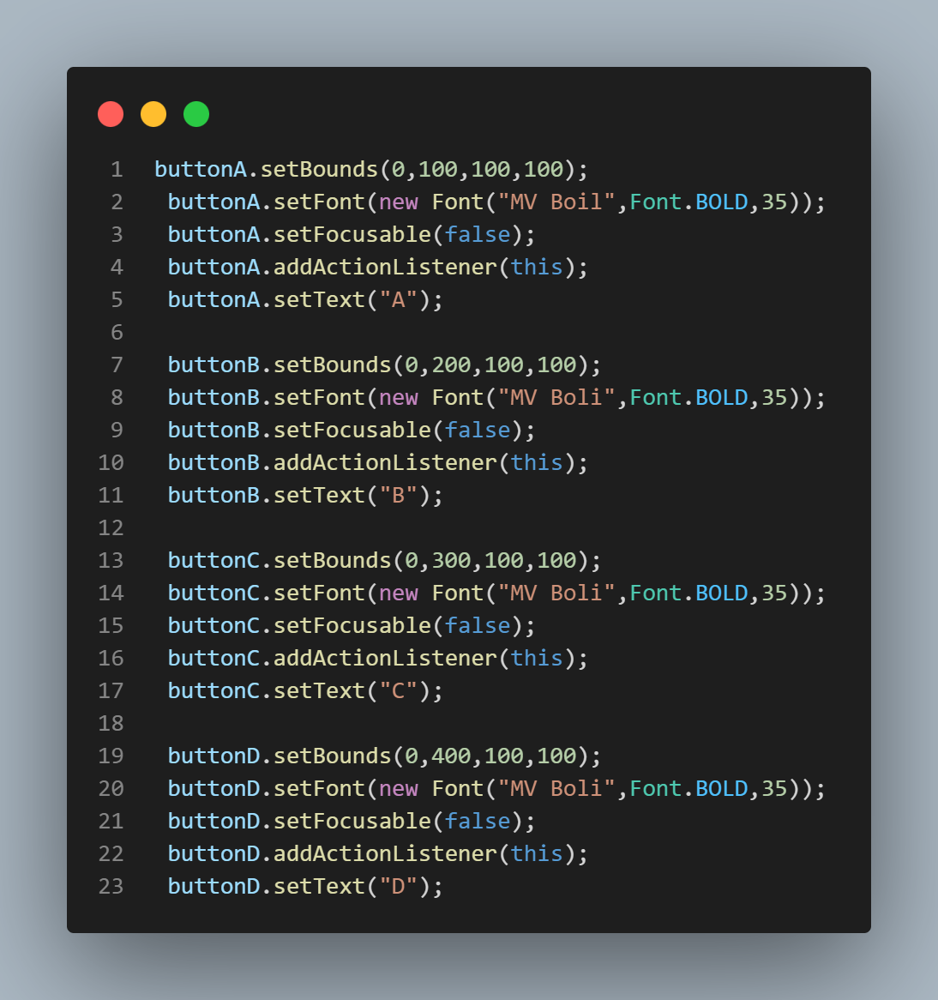 1 buttonA.setBounds(0,100,100,100);
2 buttonA.setFont(new Font("MV Boil",Font.BOLD,35));
3 buttonA.setFocusable(false);
4 buttonA.addActionListener(this);
5 buttonA.setText("A");
6
7 buttonB.setBounds(0,200,100,100);
8 buttonB.setFont(new Font("MV Boli",Font.BOLD,35));
9 buttonB.setFocusable(false);
10 buttonB.addActionListener(this);
11 buttonB.setText("B");
12
13 buttonC.setBounds(0,300,100,100);
14 buttonC.setFont(new Font("MV Boli",Font.BOLD,35));
15 buttonC.setFocusable(false);
16 buttonC.addActionListener(this);
17 buttonC.setText("C");
18
19 buttonD.setBounds(0,400,100,100);
20 buttonD.setFont(new Font("MV Boli",Font.BOLD,35));
21 buttonD.setFocusable(false);
22 buttonD.addActionListener(this);
23 buttonD.setText("D");